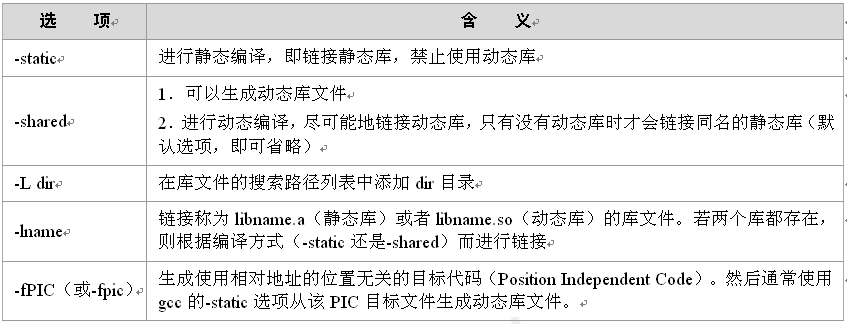 选 项 含 义
-static 进行静态编译，即链接静态库，禁止使用动态库
1．可以生成动态库文件
-shared
2．进行动态编译，尽可能地链接动态库，只有没有动态库时才会链接同名的静态库（默
认选项，即可省略）
-L dir 在库文件的搜索路径列表中添加 dir 目录
链接称为 libname.a（静态库）或者 libname.so（动态库）的库文件。若两个库都存在，
-lname
则根据编译方式（-static 还是-shared）而进行链接
生成使用相对地址的位置无关的目标代码（Position Independent Code）。然后通常使用
-fPIC（或-fpic）
gcc 的-static 选项从该 PIC 目标文件生成动态库文件。